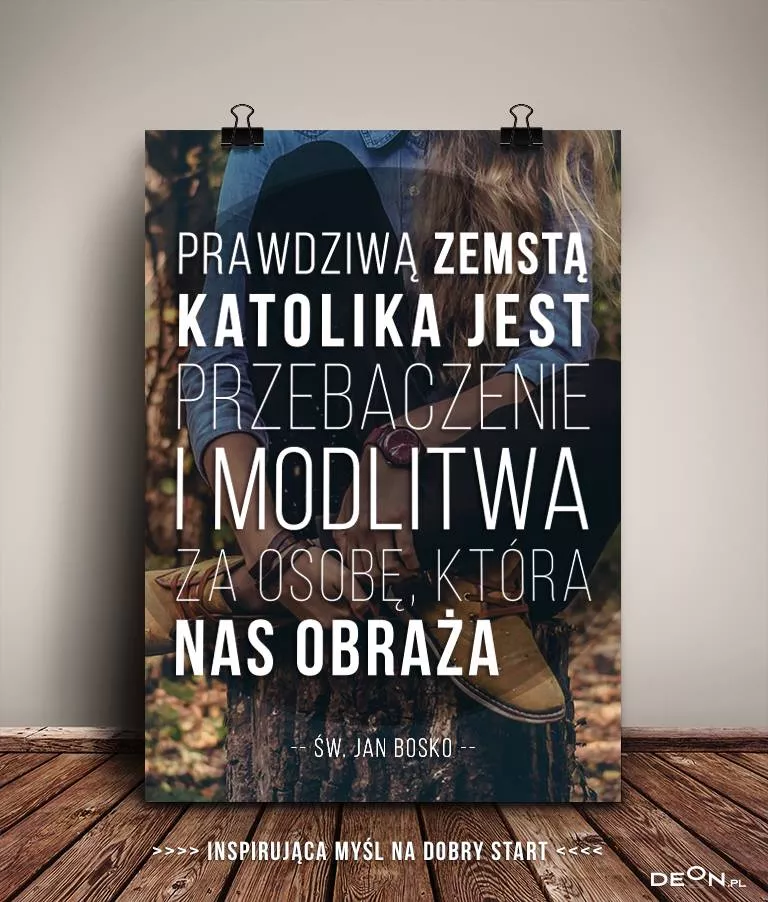 PRAWDZIWĄ ZEMSTĄ
KATOLIKA JEST
PRZEBACZENIE
I MODLITWA
ZA OSOBĘ, KTÓRA
NAS OBRAŻA
-- ŚW. JAN BOSKO --
>>>> INSPIRUJĄCA MYŚL NA DOBRY START <<<<
DEON.PL